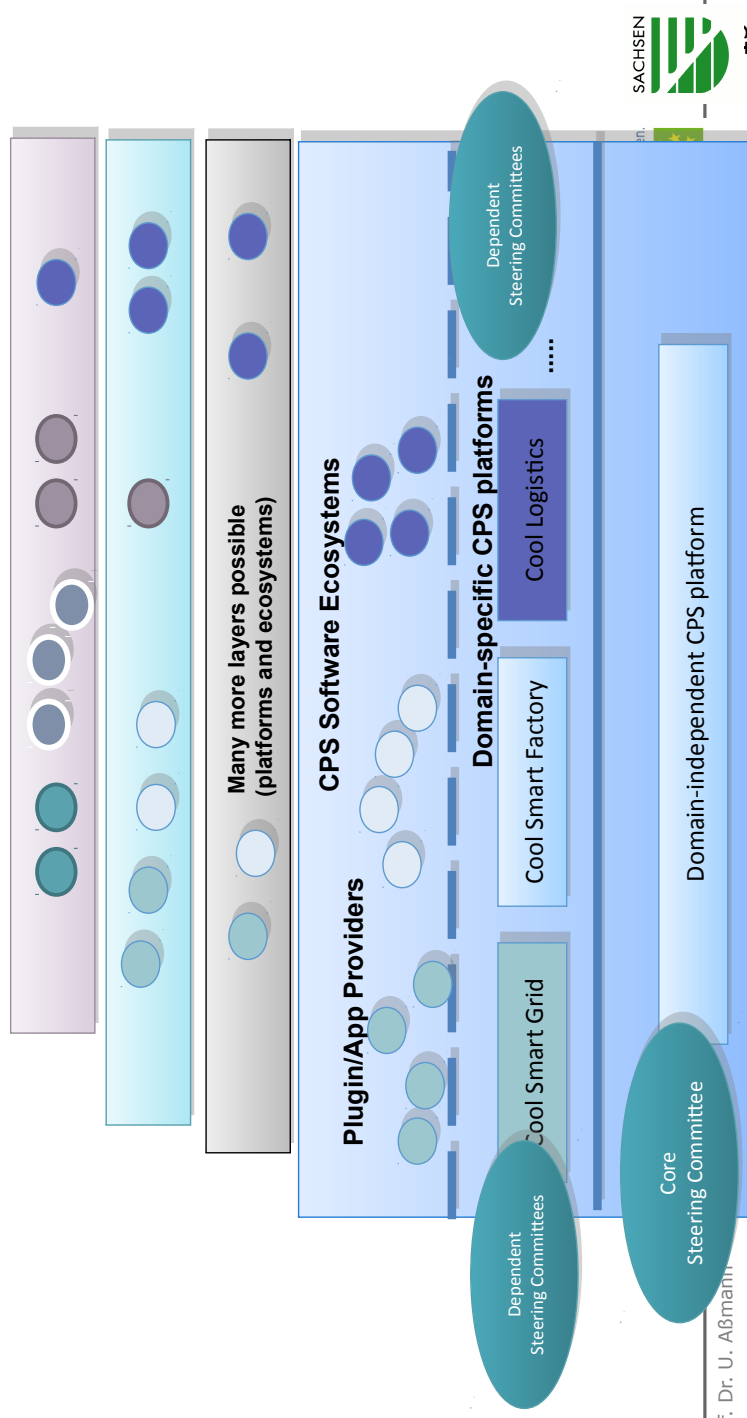 SACHSEN
Many more layers possible
(platforms and ecosystems)
CPS Software Ecosystems
Plugin/App Providers
Dependent
Steering Committees
Domain-specific CPS platforms
.....
Cool Smart Grid
Cool Smart Factory
Cool Logistics
Dependent
Steering Committees
Domain-independent CPS platform
Core
Steering Committee
Dr. U. Aßmann